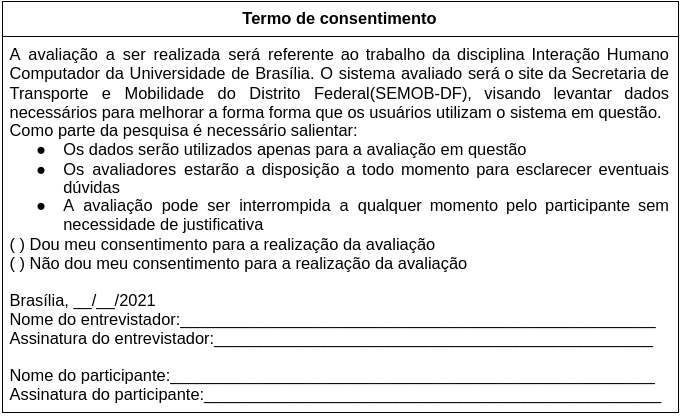 Termo de consentimento
A avaliação a ser realizada será referente ao trabalho da disciplina Interação Humano
Computador da Universidade de Brasília. O sistema avaliado será o site da Secretaria de
Transporte e Mobilidade do Distrito Federal(SEMOB-DF), visando levantar dados
necessários para melhorar a forma forma que os usuários utilizam o sistema em questão.
Como parte da pesquisa é necessário salientar:
● Os dados serão utilizados apenas para a avaliação em questão
● Os avaliadores estarão a disposição a todo momento para esclarecer eventuais
dúvidas
● A avaliação pode ser interrompida a qualquer momento pelo participante sem
necessidade de justificativa
( ) Dou meu consentimento para a realização da avaliação
( ) Não dou meu consentimento para a realização da avaliação
Brasília, __/__/2021
Nome do entrevistador:____________________________________________________
Assinatura do entrevistador:________________________________________________
Nome do participante:_____________________________________________________
Assinatura do participante:__________________________________________________